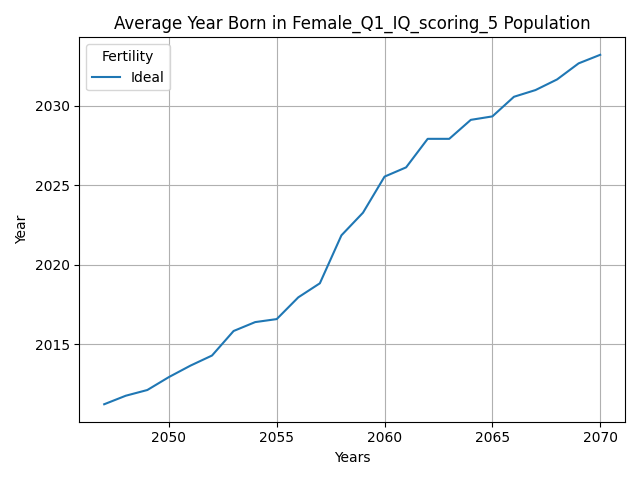 Average Year Born in Female_Q1_IQ_scoring_5 Population
Fertility
Ideal
Year
2030
2025
2020
2015
2050 2055 2060 2065 2070
Years